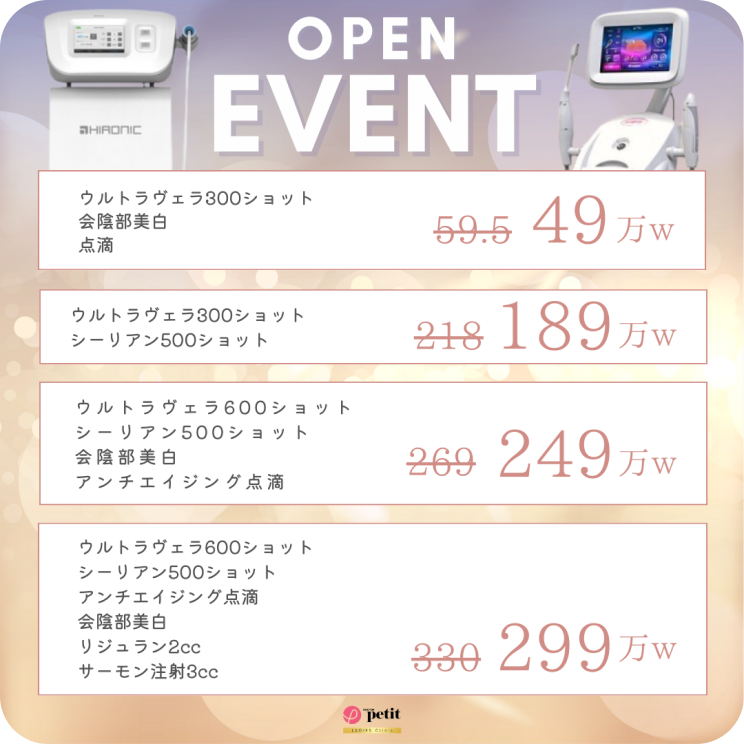 OPEN
EVENT
HIRONIC
ウルトラヴェラ300ショット
会陰部美白
点滴
59.5 49万W
ウルトラヴェラ300ショット
シーリアン500ショット
218 189万W
ウルトラヴェラ600ショット
シーリアン500ショット
会陰部美白
アンチエイジング点滴
269 249万W
ウルトラヴェラ600ショット
シーリアン500ショット
アンチエイジング点滴
会陰部美白
リジュラン2cc
サーモン注射3cc
330 299万W
petit
LADIES CLINIC